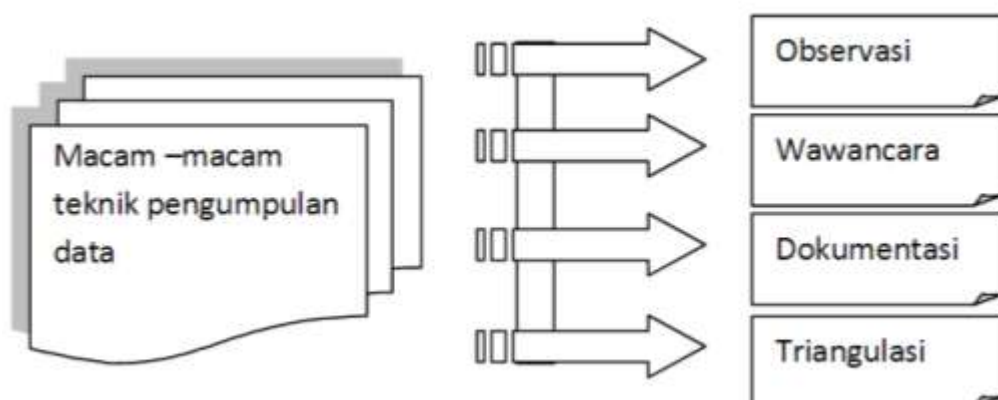 Macam –macam
teknik pengumpulan
data
Observasi
Wawancara
Dokumentasi
Triangulasi